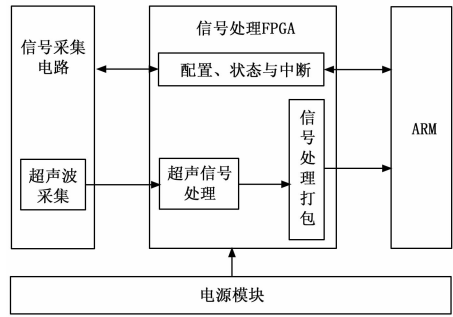 信号采集
电路
信号处理FPGA
配置、状态与中断
ARM
超声波
采集
超声信号
处理
信
号
处
理
打
包
电源模块